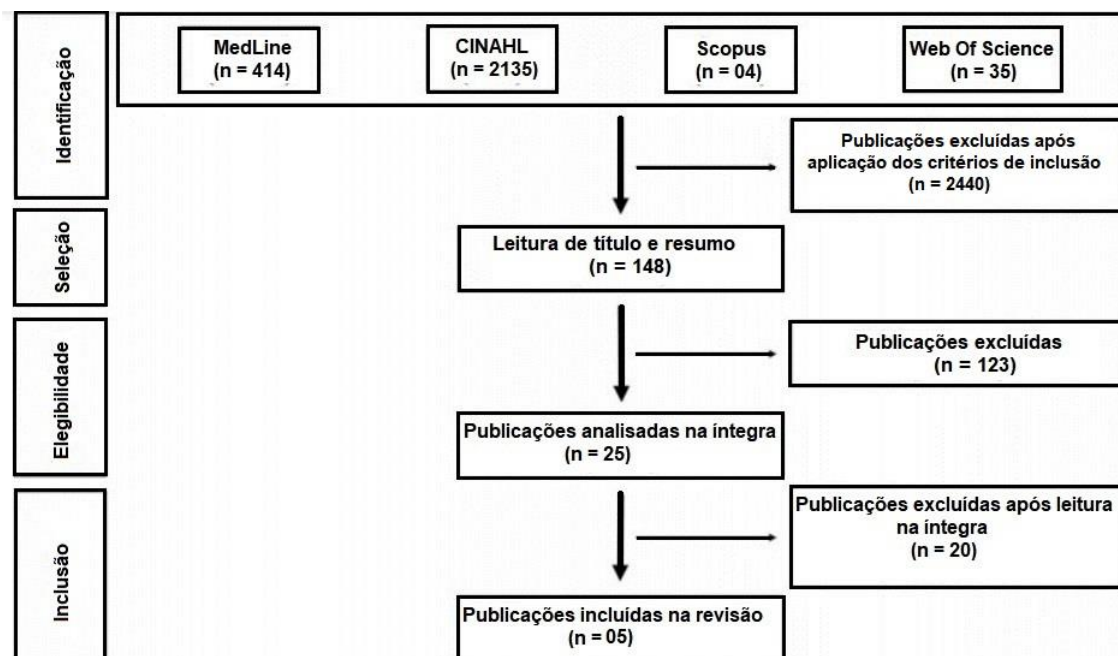 Identificação
MedLine
(n = 414)
CINAHL
(n = 2135)
Scopus
(n = 04)
Web Of Science
(n = 35)
Publicações excluídas após
aplicação dos critérios de inclusão
(n = 2440)
Seleção
Leitura de título e resumo
(n = 148)
Elegibilidade
Publicações excluídas
(n = 123)
Publicações analisadas na íntegra
(n = 25)
Inclusão
Publicações excluídas após leitura
na íntegra
(n = 20)
Publicações incluídas na revisão
(n = 05)